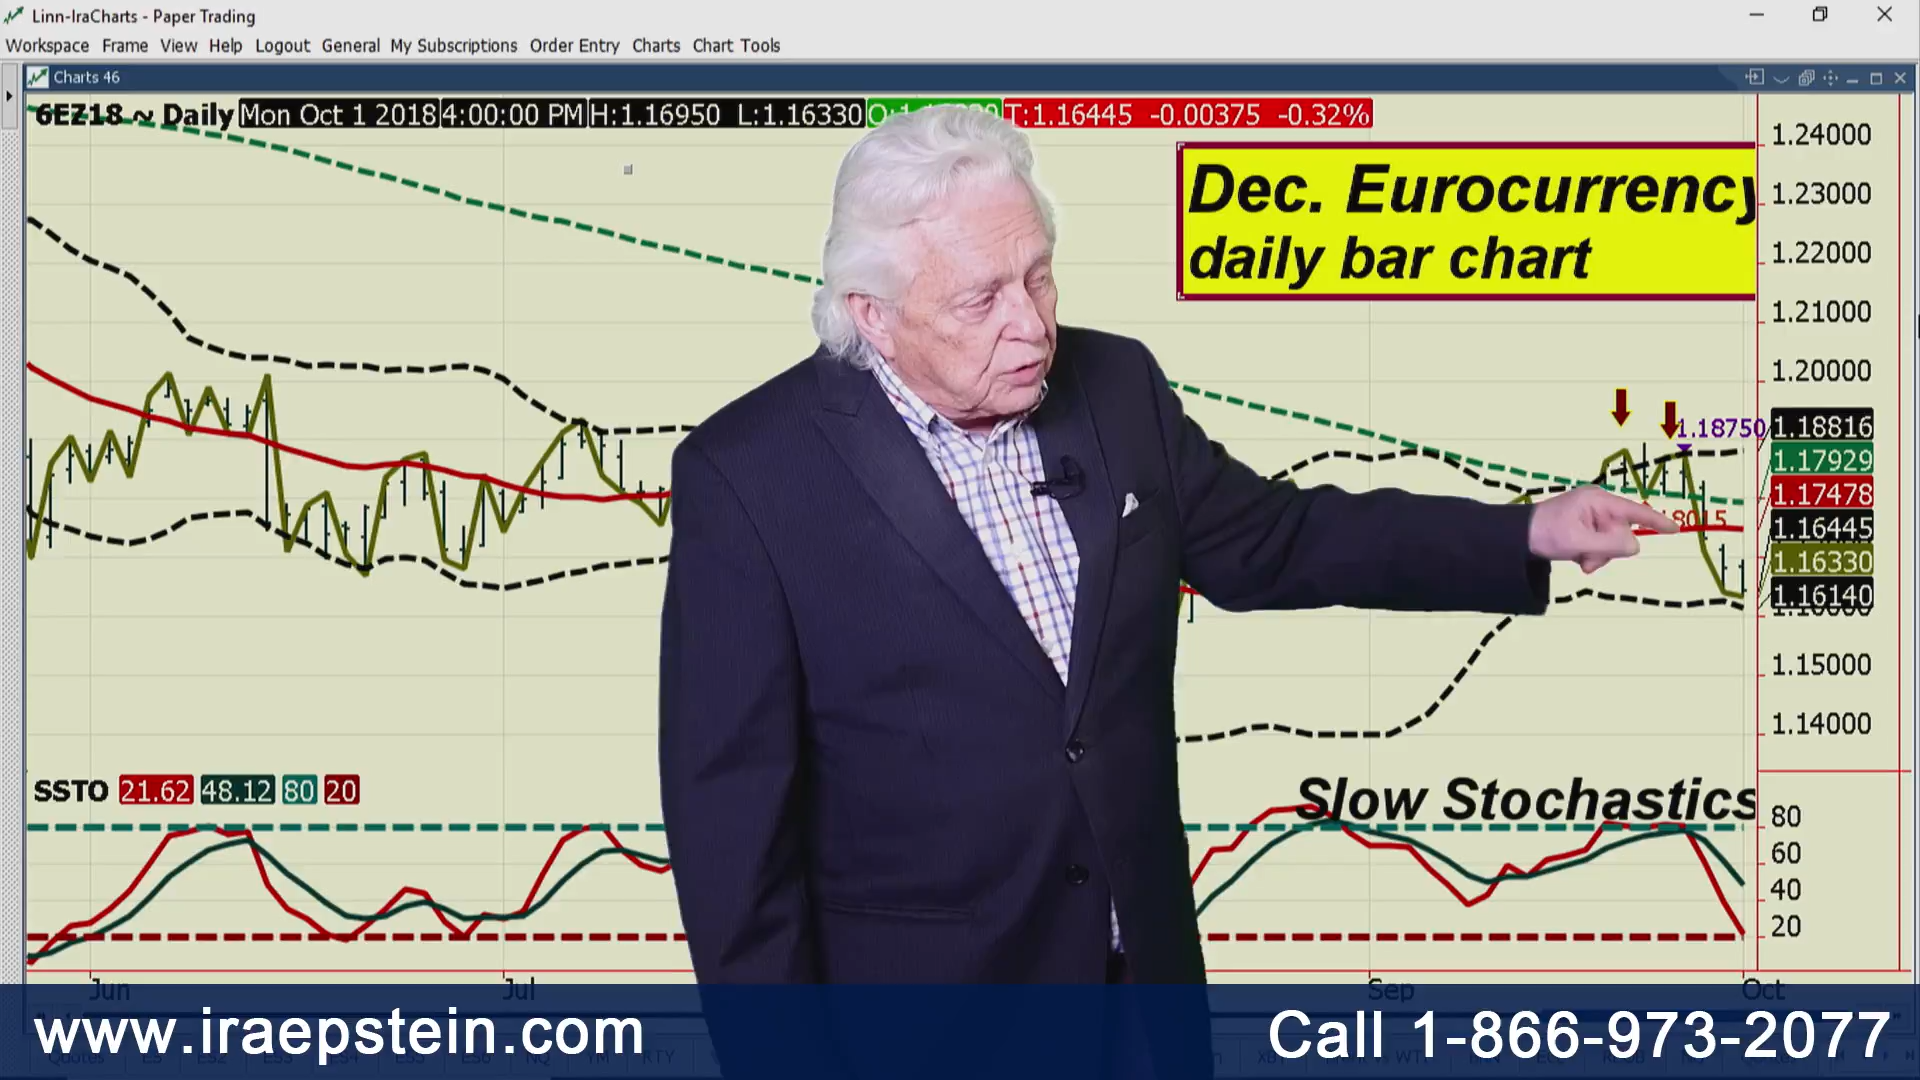 Linn-IraCharts - Paper Trading
Workspace Frame View Help Logout General My Subscriptions Order Entry Charts Chart Tools
Charts 46
6EZ18 ~ Daily Mon Oct 1 2018 4:00:00 PM H:1.16950 L:1.16330 T:1.16445 -0.00375 -0.32%
Dec. Eurocurrency
daily bar chart
1.24000
1.23000
1.22000
1.21000
1.20000
1.18750
1.18816
1.17929
1.17478
1.16445
1.16330
1.16140
1.15000
1.14000
SSTO 21.62 48.12 80 20
Slow Stochastics
80
60
40
20
Jun Jul Sep Oct
www.iraepstein.com
Call 1-866-973-2077